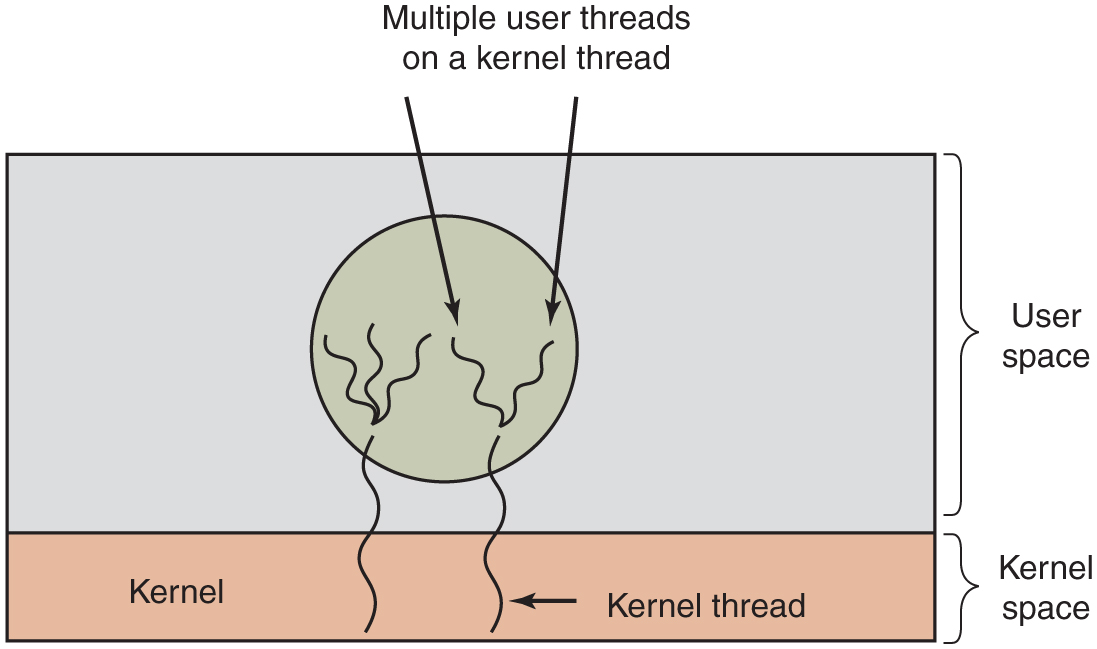 Multiple user threads
on a kernel thread
User
space
Kernel
Kernel thread
Kernel
space